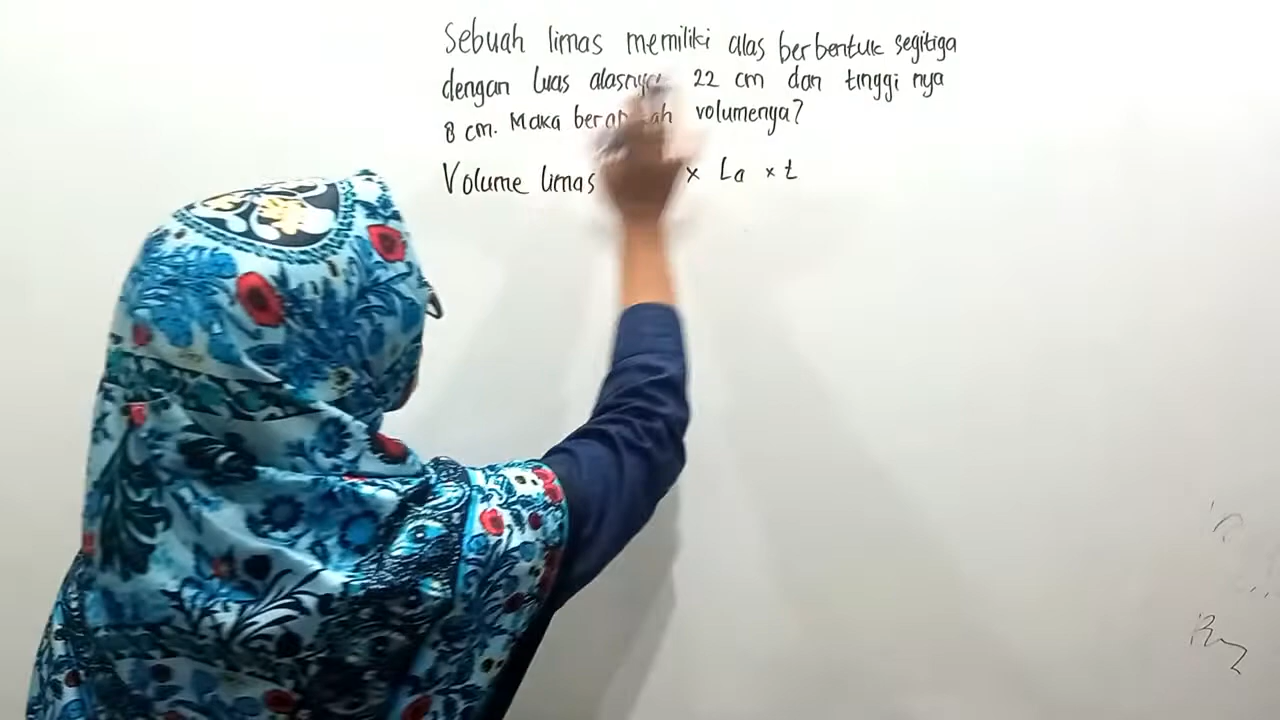 Sebuah limas memiliki alas berbentuk segitiga
dengan luas alasnya 22 cm dan tinggi nya
8 cm. Maka volumenya?
Volume limas x La x t